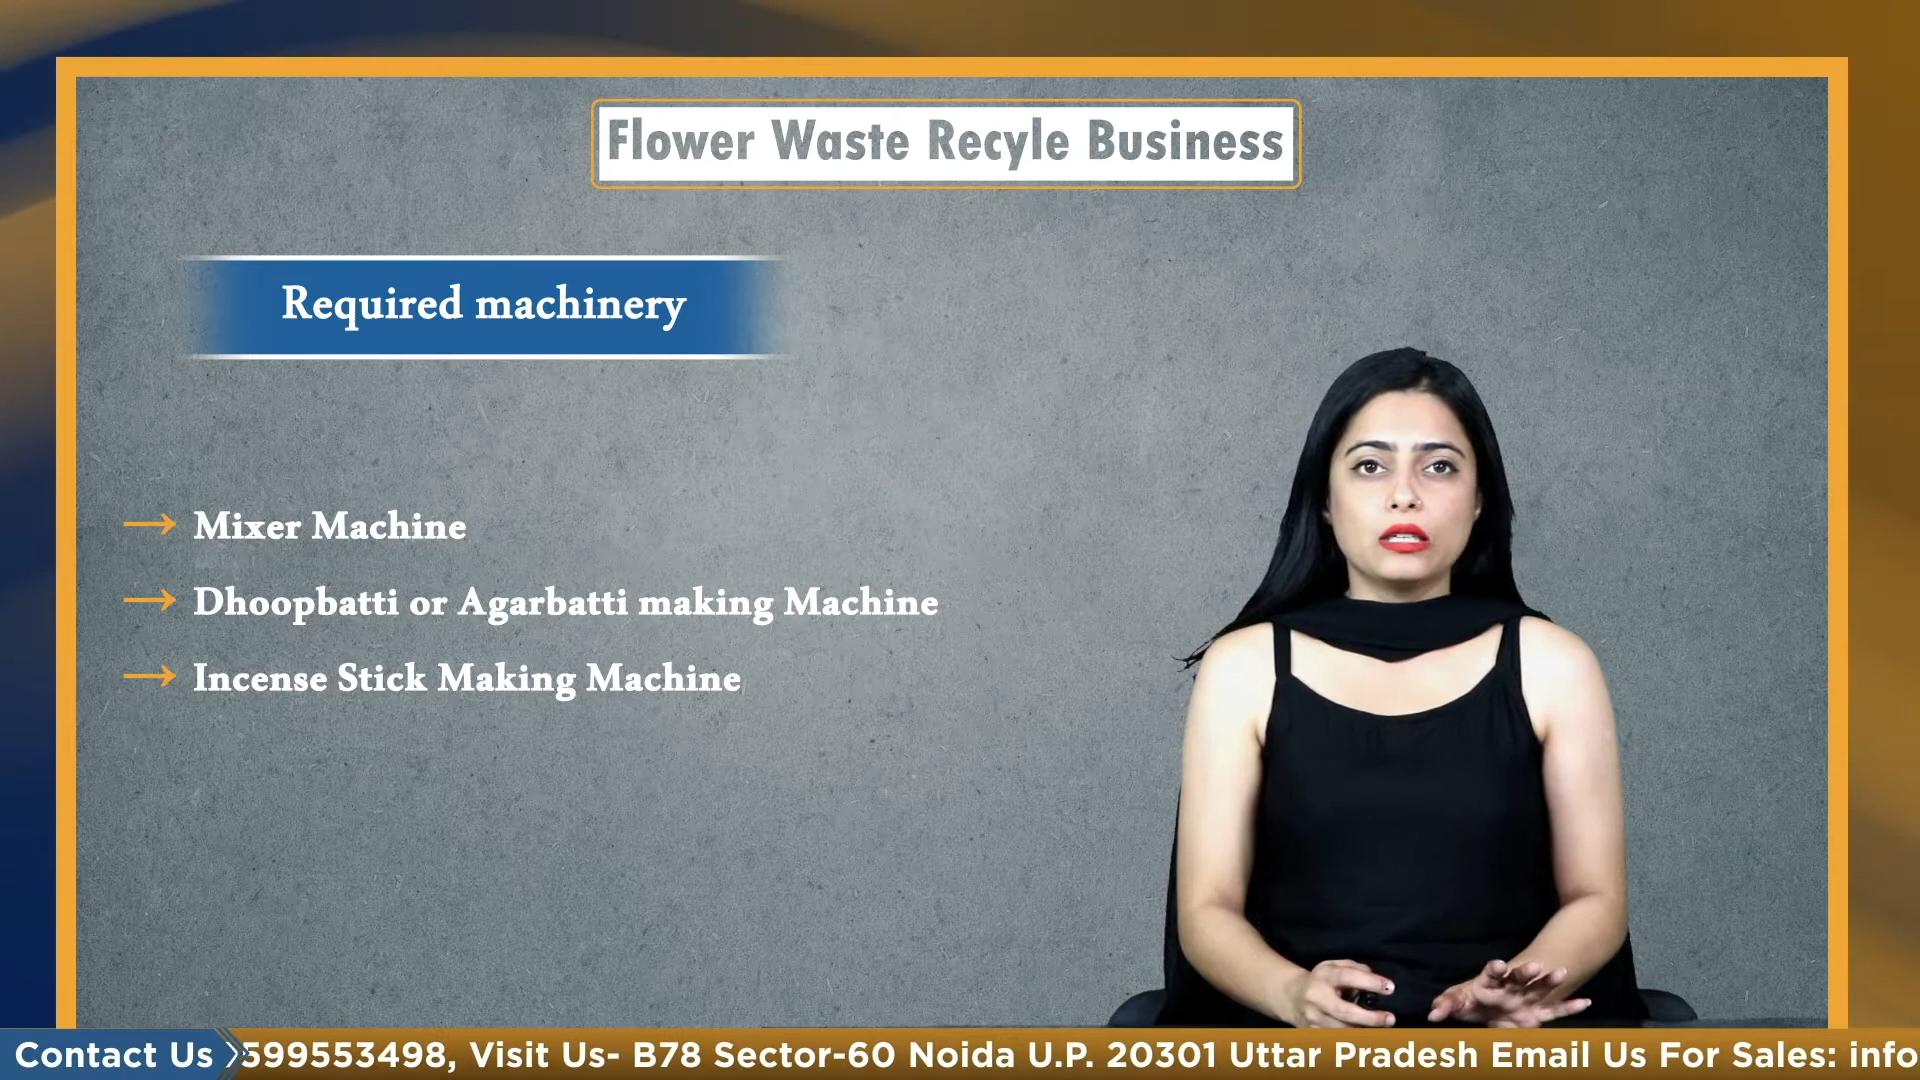 Flower Waste Recyle Business
Required machinery
Mixer Machine
Dhoopbatti or Agarbatti making Machine
Incense Stick Making Machine
Contact Us 599553498, Visit Us- B78 Sector-60 Noida U.P. 20301 Uttar Pradesh Email Us For Sales: info